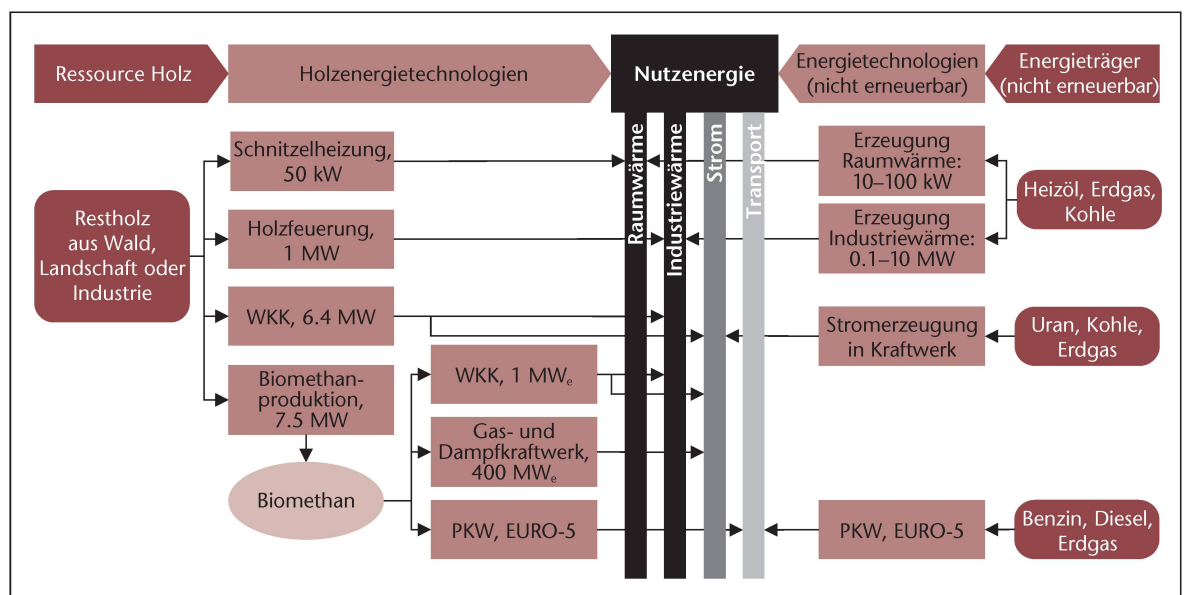 Ressource Holz
Holzenergietechnologien
Nutzenergie
Energietechnologien
(nicht erneuerbar)
Energieträger
(nicht erneuerbar)
Raumwärme
Industriewärme
Strom
Transport
Restholz
aus Wald,
Landschaft oder
Industrie
Schnitzelheizung,
50 kW
Holzfeuerung,
1 MW
WKK, 6.4 MW
Biomethan-
produktion,
7.5 MW
Biomethan
WKK, 1 MWe
Gas- und
Dampfkraftwerk,
400 MWe
PKW, EURO-5
Erzeugung
Raumwärme:
10–100 kW
Erzeugung
Industriewärme:
0.1–10 MW
Stromerzeugung
in Kraftwerk
PKW, EURO-5
Heizöl, Erdgas,
Kohle
Uran, Kohle,
Erdgas
Benzin, Diesel,
Erdgas